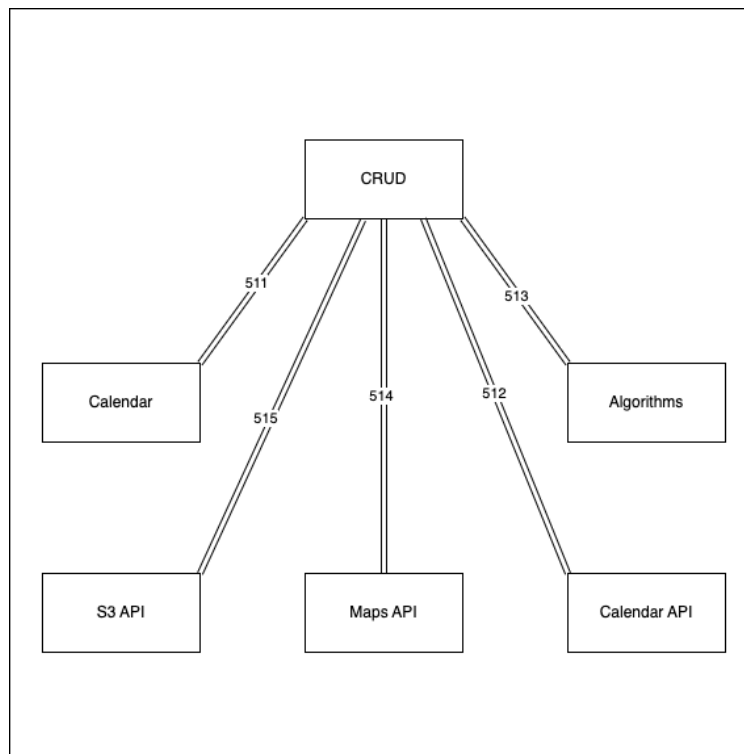 CRUD
511
513
Calendar
514
512
Algorithms
515
S3 API
Maps API
Calendar API